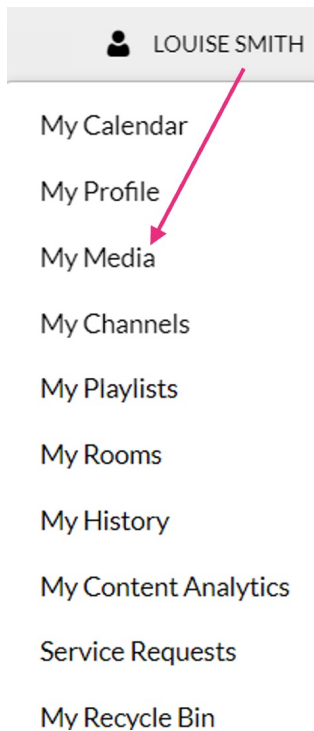 LOUISE SMITH
My Calendar
My Profile
My Media
My Channels
My Playlists
My Rooms
My History
My Content Analytics
Service Requests
My Recycle Bin